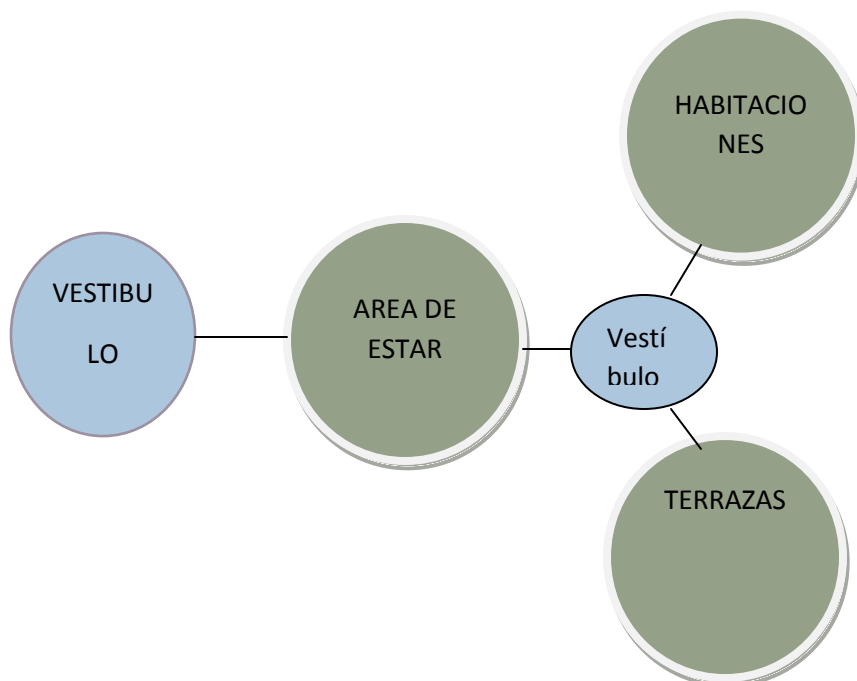 HABITACIO
NES
VESTIBU
LO
AREA DE
ESTAR
Vestí
bulo
TERRAZAS